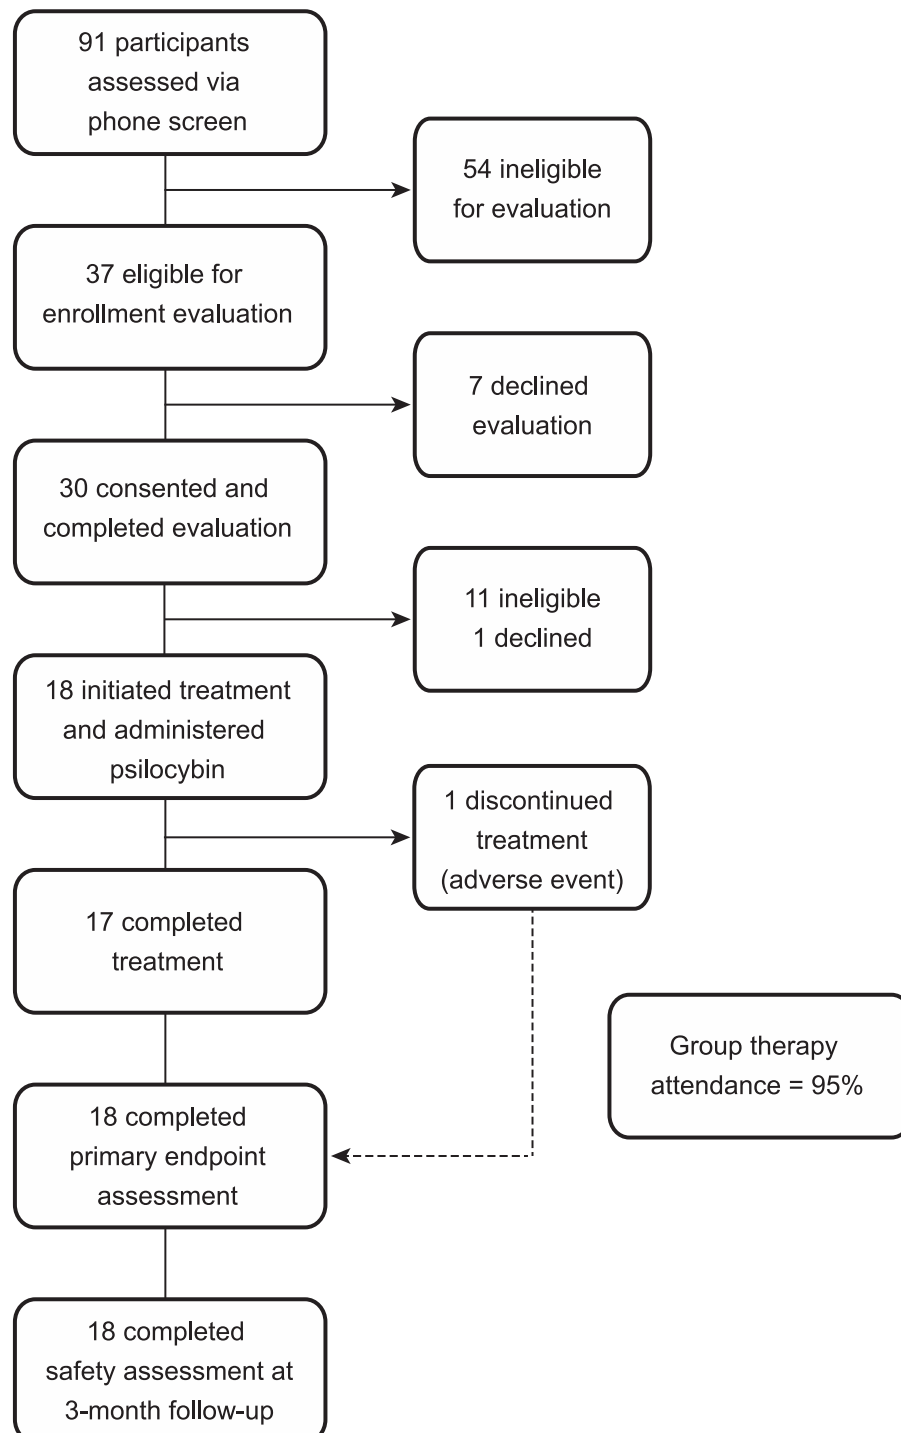 91 participants
assessed via
phone screen
54 ineligible
for evaluation
37 eligible for
enrollment evaluation
7 declined
evaluation
30 consented and
completed evaluation
11 ineligible
1 declined
18 initiated treatment
and administered
psilocybin
1 discontinued
treatment
(adverse event)
17 completed
treatment
Group therapy
attendance = 95%
18 completed
primary endpoint
assessment
18 completed
safety assessment at
3-month follow-up